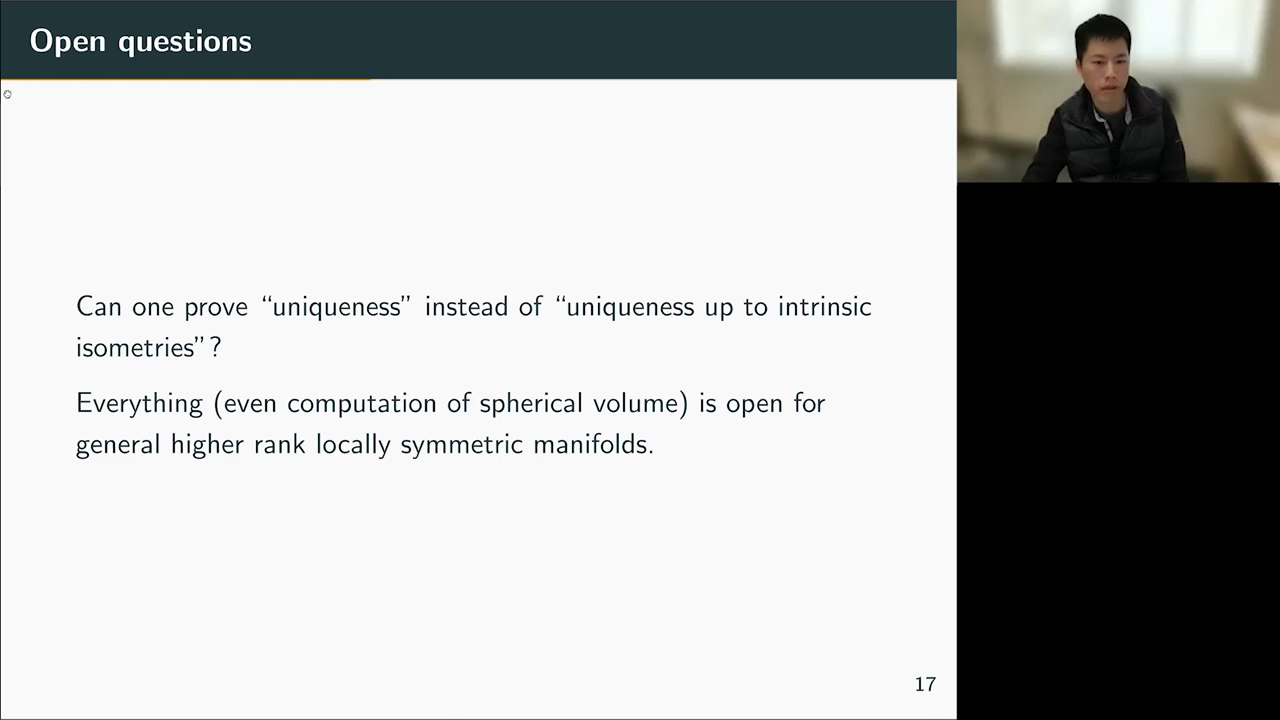 Open questions
Can one prove “uniqueness” instead of “uniqueness up to intrinsic
isometries”?
Everything (even computation of spherical volume) is open for
general higher rank locally symmetric manifolds.
17